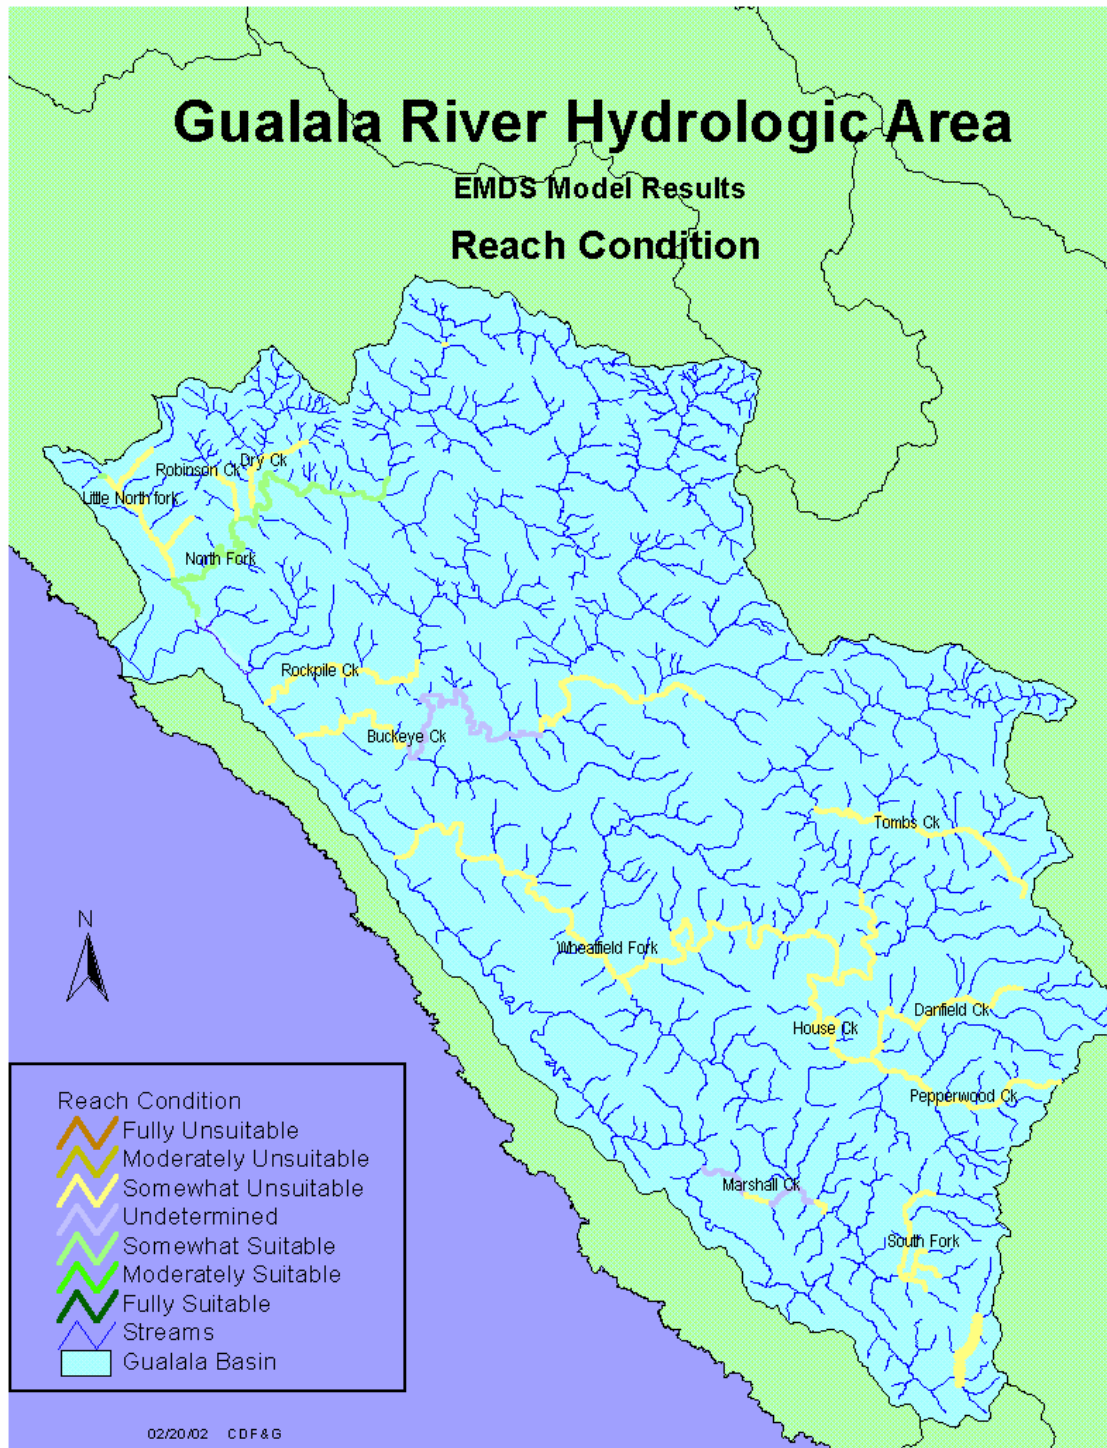 Gualala River Hydrologic Area
EMDS Model Results
Reach Condition
Robinson Ck
Dry Ck
Little North fork
North Fork
Rockpile Ck
Buckeye Ck
Tombs Ck
N
Wheatfield Fork
Danfield Ck
House Ck
Pepperwood Ck
Marshall Ck
South Fork
Reach Condition
Fully Unsuitable
Moderately Unsuitable
Somewhat Unsuitable
Undetermined
Somewhat Suitable
Moderately Suitable
Fully Suitable
Streams
Gualala Basin
02/20/02 CDF&G